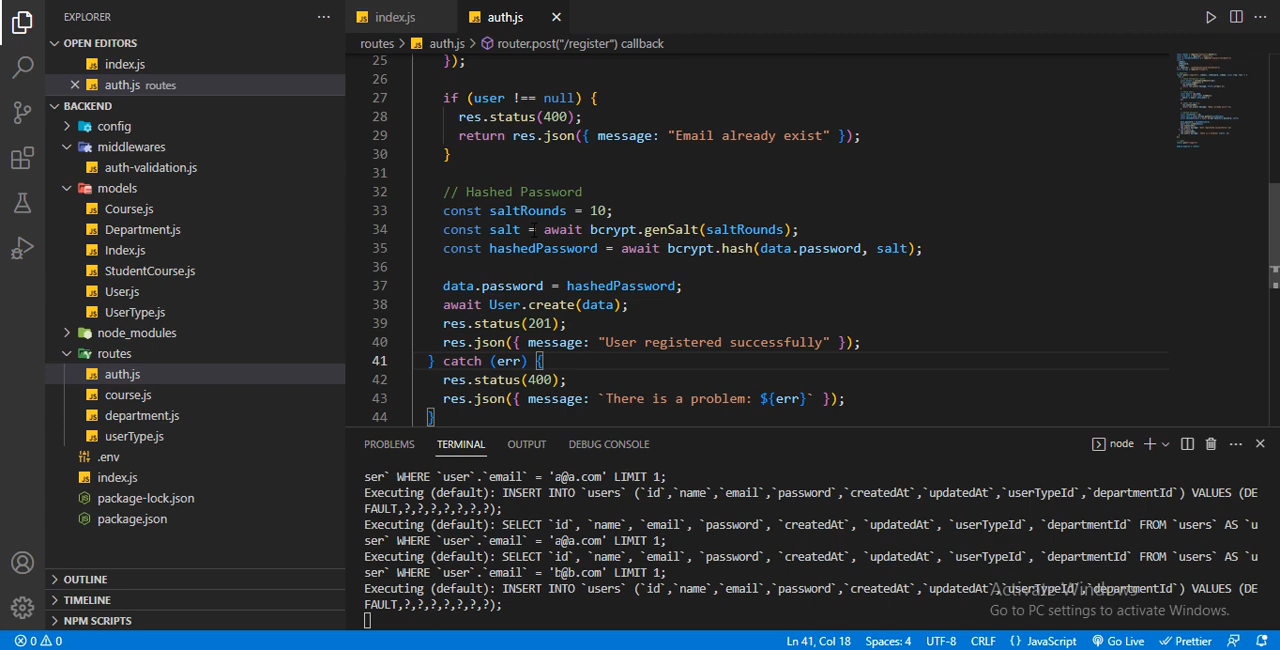 EXPLORER
index.js
auth.js
OPEN EDITORS
index.js
auth.js routes
BACKEND
config
middlewares
auth-validation.js
models
Course.js
Department.js
Index.js
StudentCourse.js
User.js
UserType.js
node_modules
routes
auth.js
course.js
department.js
userType.js
.env
index.js
package-lock.json
package.json
OUTLINE
TIMELINE
NPM SCRIPTS
routes > auth.js > router.post("/register") callback
25 });
26
27 if (user !== null) {
28 res.status(400);
29 return res.json({ message: "Email already exist" });
30 }
31
32 // Hashed Password
33 const saltRounds = 10;
34 const salt = await bcrypt.genSalt(saltRounds);
35 const hashedPassword = await bcrypt.hash(data.password, salt);
36
37 data.password = hashedPassword;
38 await User.create(data);
39 res.status(201);
40 res.json({ message: "User registered successfully" });
41 } catch (err) {
42 res.status(400);
43 res.json({ message: `There is a problem: ${err}` });
44 }
PROBLEMS TERMINAL OUTPUT DEBUG CONSOLE node
ser` WHERE `user`.`email` = 'a@a.com' LIMIT 1;
Executing (default): INSERT INTO `users` (`id`,`name`,`email`,`password`,`createdAt`,`updatedAt`,`userTypeId`,`departmentId`) VALUES (DE
FAULT,?,?,?,?,?,?,?);
Executing (default): SELECT `id`, `name`, `email`, `password`, `createdAt`, `updatedAt`, `userTypeId`, `departmentId` FROM `users` AS `u
ser` WHERE `user`.`email` = 'a@a.com' LIMIT 1;
Executing (default): SELECT `id`, `name`, `email`, `password`, `createdAt`, `updatedAt`, `userTypeId`, `departmentId` FROM `users` AS `u
ser` WHERE `user`.`email` = 'b@b.com' LIMIT 1;
Executing (default): INSERT INTO `users` (`id`,`name`,`email`,`password`,`createdAt`,`updatedAt`,`userTypeId`,`departmentId`) VALUES (DE
FAULT,?,?,?,?,?,?,?);
Activate Windows
Go to PC settings to activate Windows.
0 0 Ln 41, Col 18 Spaces: 4 UTF-8 CRLF {} JavaScript Go Live Prettier